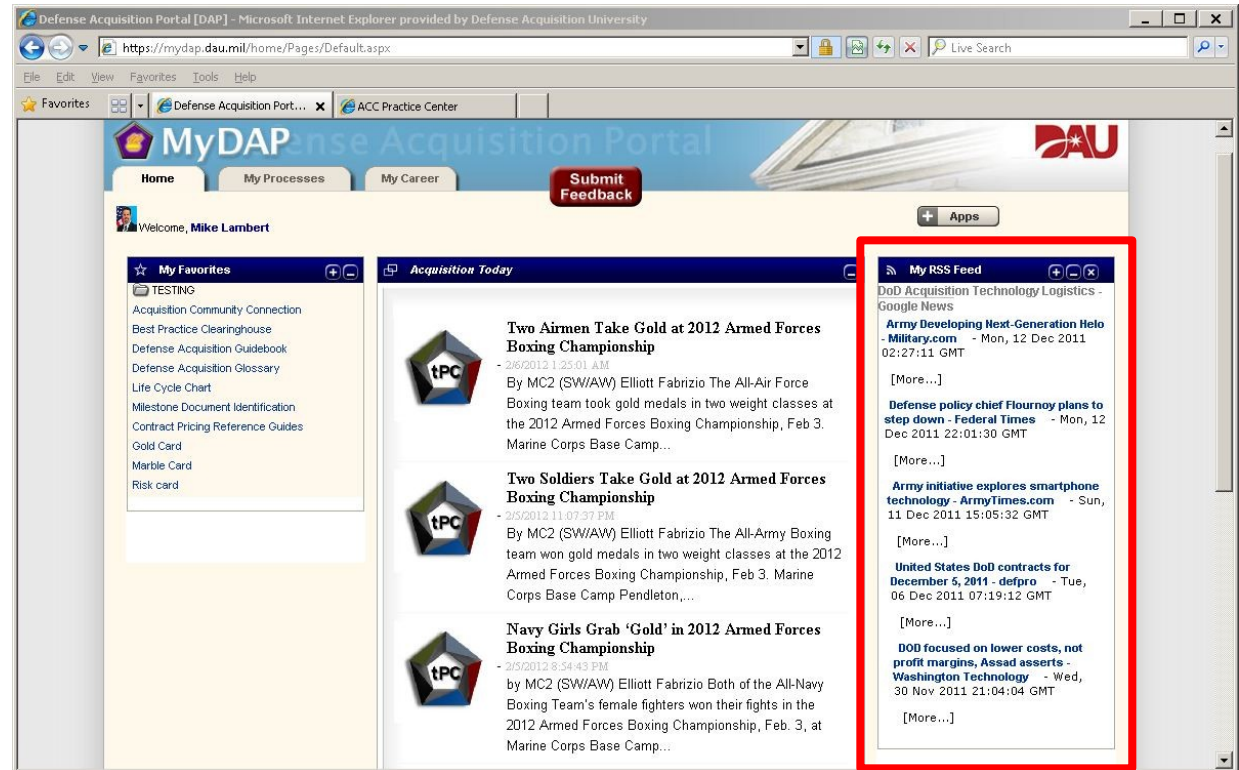 Defense Acquisition Portal [DAP] - Microsoft Internet Explorer provided by Defense Acquisition University
https://mydap.dau.mil/home/Pages/Default.aspx
Live Search
File Edit View Favorites Tools Help
Favorites
Defense Acquisition Port...
ACC Practice Center
MyDAP
Defense Acquisition Portal
DAU
Home
My Processes
My Career
Submit
Feedback
Welcome, Mike Lambert
Apps
My Favorites
TESTING
Acquisition Community Connection
Best Practice Clearinghouse
Defense Acquisition Guidebook
Defense Acquisition Glossary
Life Cycle Chart
Milestone Document Identification
Contract Pricing Reference Guides
Gold Card
Marble Card
Risk card
Acquisition Today
tPC
Two Airmen Take Gold at 2012 Armed Forces
Boxing Championship
- 2/6/2012 1:25:01 AM
By MC2 (SW/AW) Elliott Fabrizio The All-Air Force
Boxing team took gold medals in two weight classes at
the 2012 Armed Forces Boxing Championship, Feb 3.
Marine Corps Base Camp...
tPC
Two Soldiers Take Gold at 2012 Armed Forces
Boxing Championship
- 2/5/2012 11:07:37 PM
By MC2 (SW/AW) Elliott Fabrizio The All-Army Boxing
team won gold medals in two weight classes at the 2012
Armed Forces Boxing Championship, Feb 3. Marine
Corps Base Camp Pendleton,...
tPC
Navy Girls Grab ‘Gold’ in 2012 Armed Forces
Boxing Championship
- 2/5/2012 8:54:43 PM
by MC2 (SW/AW) Elliott Fabrizio Both of the All-Navy
Boxing Team's female fighters won their fights in the
2012 Armed Forces Boxing Championship, Feb. 3, at
Marine Corps Base Camp...
My RSS Feed
DoD Acquisition Technology Logistics -
Google News
Army Developing Next-Generation Helo
- Military.com - Mon, 12 Dec 2011
02:27:11 GMT
[More...]
Defense policy chief Flournoy plans to
step down - Federal Times - Mon, 12
Dec 2011 22:01:30 GMT
[More...]
Army initiative explores smartphone
technology - ArmyTimes.com - Sun,
11 Dec 2011 15:05:32 GMT
[More...]
United States DoD contracts for
December 5, 2011 - defpro - Tue,
06 Dec 2011 07:19:12 GMT
[More...]
DOD focused on lower costs, not
profit margins, Assad asserts -
Washington Technology - Wed,
30 Nov 2011 21:04:04 GMT
[More...]